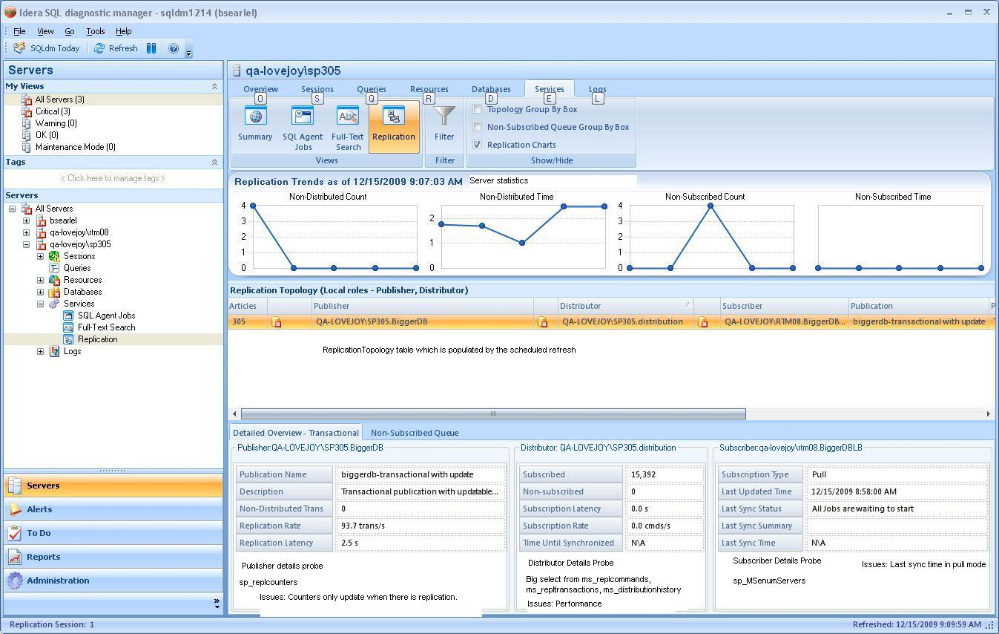 Idera SQL diagnostic manager - sqldm1214 (bsearlel)
File View Go Tools Help
SQLdm Today Refresh
Servers
My Views
All Servers (3)
Critical (3)
Warning (0)
OK (0)
Maintenance Mode (0)
Tags
< Click here to manage tags >
Servers
All Servers
bsearlel
qa-lovejoy\rtm08
qa-lovejoy\sp305
Sessions
Queries
Resources
Databases
Services
SQL Agent Jobs
Full-Text Search
Replication
Logs
Servers
Alerts
To Do
Reports
Administration
qa-lovejoy\sp305
Overview Sessions Queries Resources Databases Services Logs
O S Q R D E L
Summary
SQL Agent
Jobs
Full-Text
Search
Replication
Views
Filter
Filter
Topology Group By Box
Non-Subscribed Queue Group By Box
Replication Charts
Show/Hide
Replication Trends as of 12/15/2009 9:07:03 AM Server statistics
Non-Distributed Count
4
3
2
1
0
Non-Distributed Time
2
1
Non-Subscribed Count
4
3
2
1
0
Non-Subscribed Time
Replication Topology (Local roles - Publisher, Distributor)
Articles Publisher Distributor Subscriber Publication P
305 QA-LOVEJOY\SP305.BiggerDB QA-LOVEJOY\SP305.distribution QA-LOVEJOY\RTM08.BiggerDB... biggerdb-transactional with update T
ReplicationTopology table which is populated by the scheduled refresh
Detailed Overview - Transactional Non-Subscribed Queue
Publisher:QA-LOVEJOY\SP305.BiggerDB
Publication Name biggerdb-transactional with update
Description Transactional publication with updatable...
Non-Distributed Trans 0
Replication Rate 93.7 trans/s
Replication Latency 2.5 s
Publisher details probe
sp_replcounters
Issues: Counters only update when there is replication.
Distributor: QA-LOVEJOY\SP305.distribution
Subscribed 15,392
Non-subscribed 0
Subscription Latency 0.0 s
Subscription Rate 0.0 cmds/s
Time Until Synchronized N\A
Distributor Details Probe
Big select from ms_replcommands,
ms_repltransactions, ms_distributionhistory
Issues: Performance
Subscriber:qa-lovejoy\rtm08.BiggerDBLB
Subscription Type Pull
Last Updated Time 12/15/2009 8:58:00 AM
Last Sync Status All Jobs are waiting to start
Last Sync Summary
Last Sync Time N\A
Subscriber Details Probe
Issues: Last sync time in pull mode
sp_MSenumServers
Replication Session: 1
Refreshed: 12/15/2009 9:09:59 AM